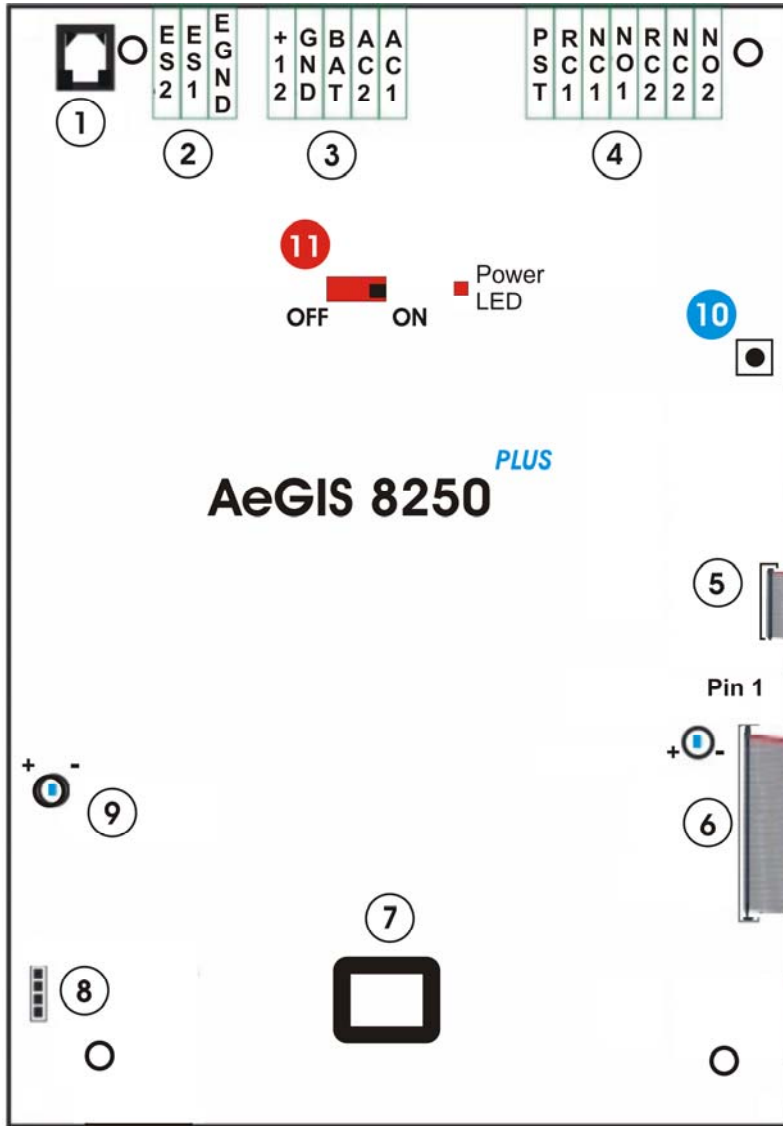 ES2 ES1 EGND +12 GND BAT AC2 AC1 PST RC1 NC1 NO1 RC2 NC2 NO2
1 2 3 4
11
Power
LED
OFF ON
10
PLUS
AeGIS 8250
5
Pin 1
+ -
+ -
9
6
7
8